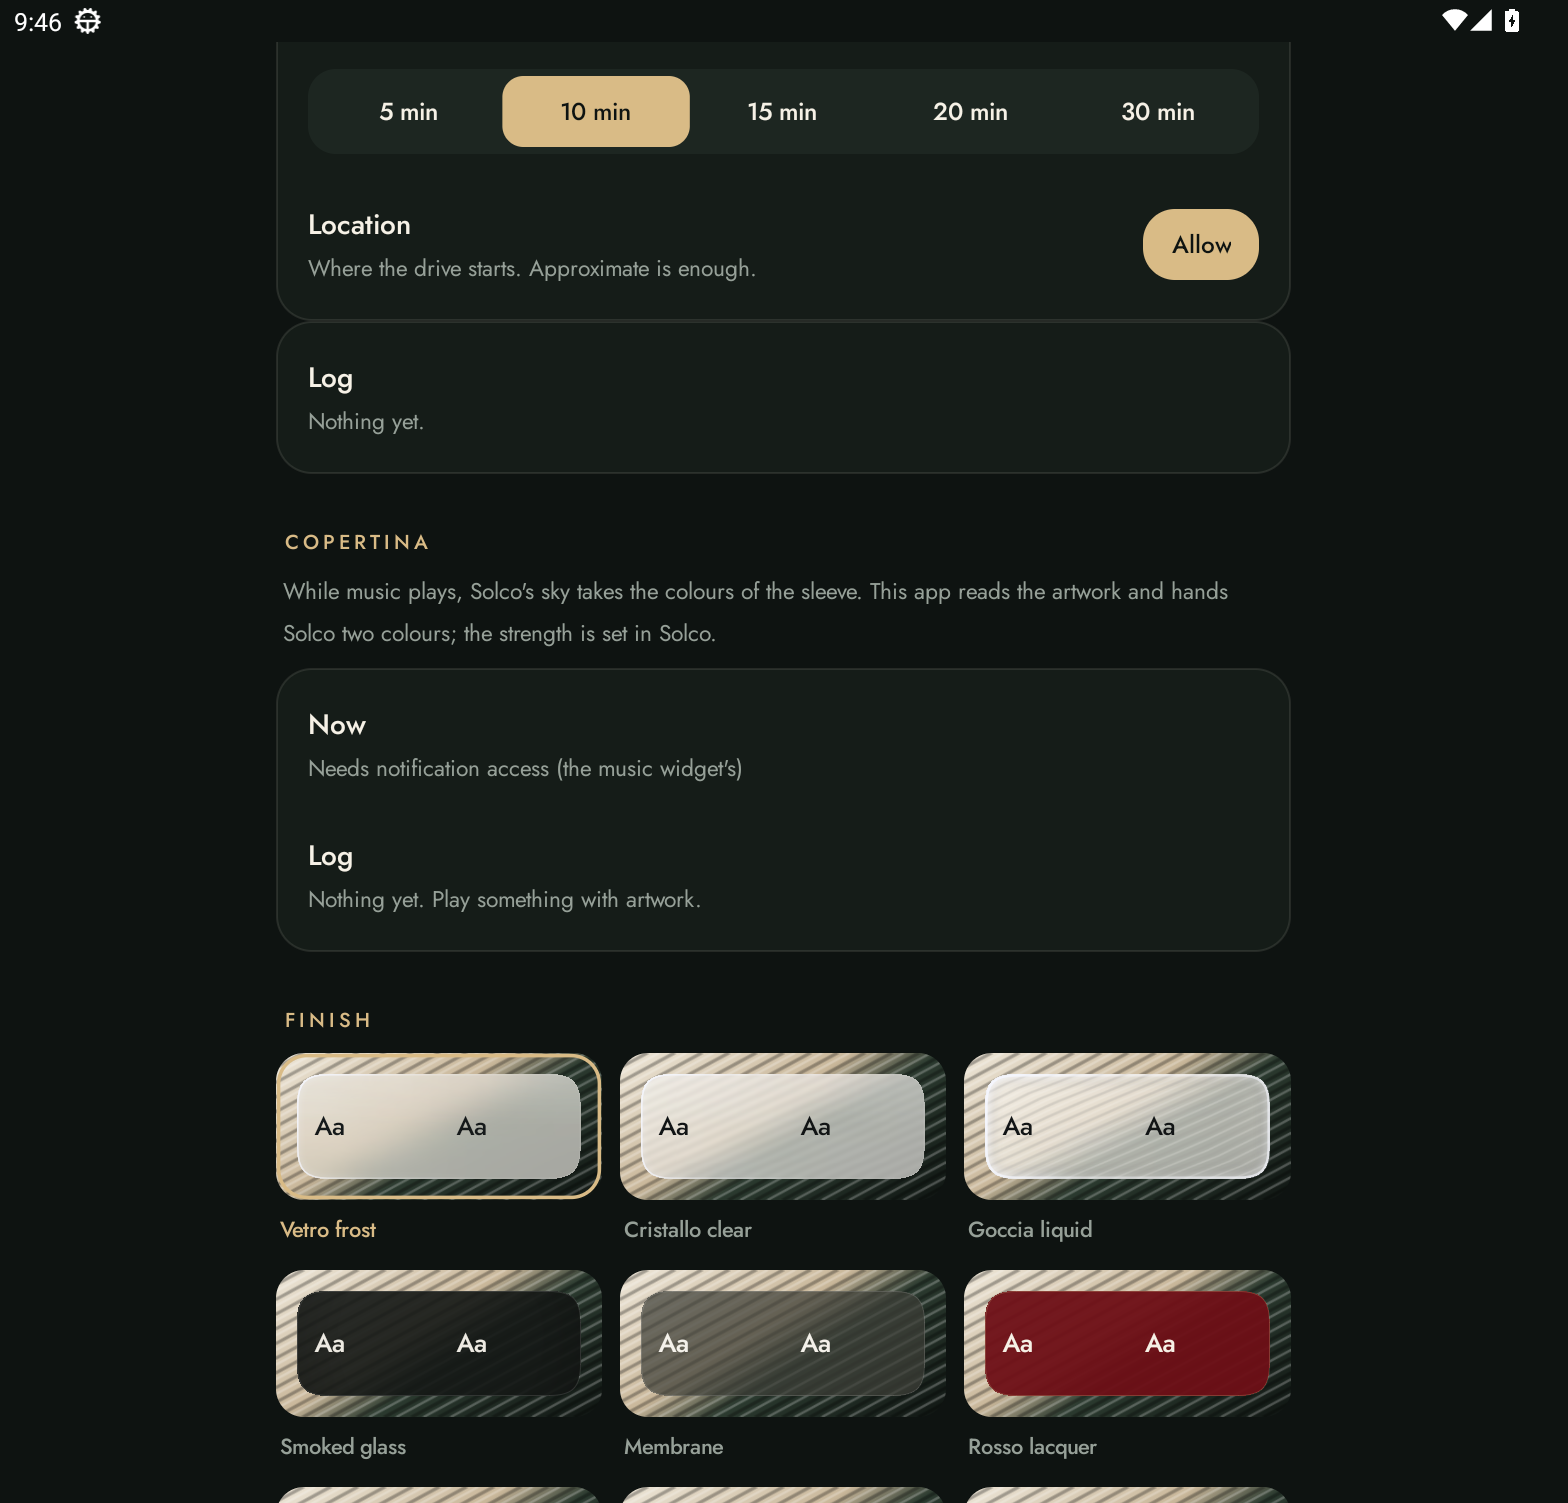 9:46
5 min 10 min 15 min 20 min 30 min
Location
Where the drive starts. Approximate is enough.
Allow
Log
Nothing yet.
COPERTINA
While music plays, Solco's sky takes the colours of the sleeve. This app reads the artwork and hands
Solco two colours; the strength is set in Solco.
Now
Needs notification access (the music widget's)
Log
Nothing yet. Play something with artwork.
FINISH
Aa Aa Aa Aa Aa Aa
Vetro frost Cristallo clear Goccia liquid
Aa Aa Aa Aa Aa Aa
Smoked glass Membrane Rosso lacquer